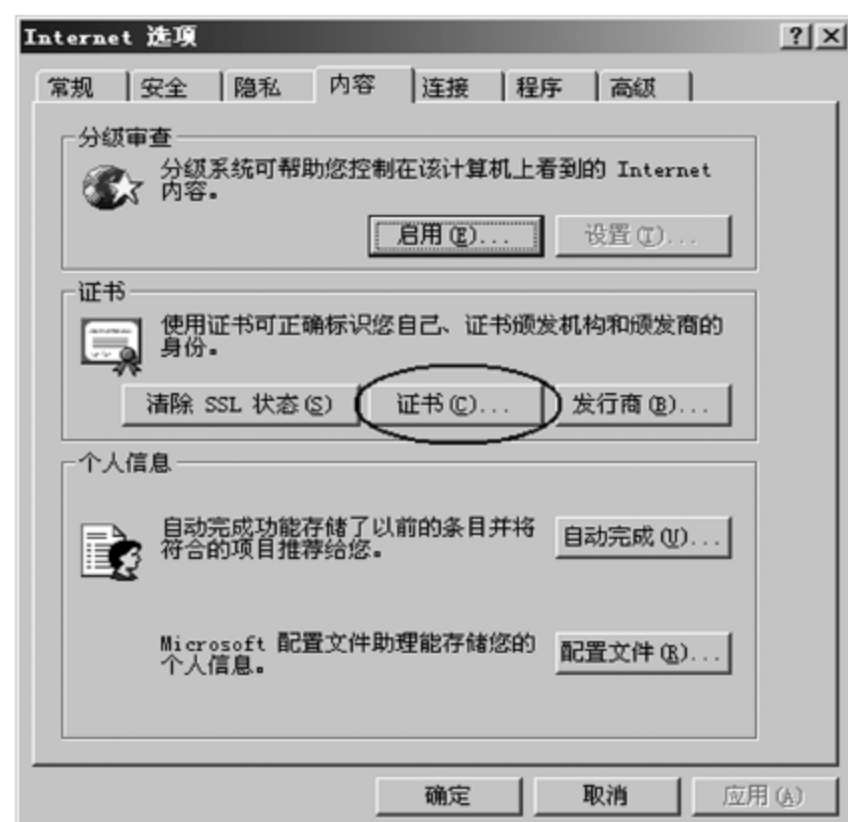 Internet 选项
? ×
常规 安全 隐私 内容 连接 程序 高级
分级审查
分级系统可帮助您控制在该计算机上看到的 Internet
内容。
启用(E)... 设置(T)...
证书
使用证书可正确标识您自己、证书颁发机构和颁发商的
身份。
清除 SSL 状态(S) 证书(C)... 发行商(B)...
个人信息
自动完成功能存储了以前的条目并将
符合的项目推荐给您。
自动完成(U)...
Microsoft 配置文件助理能存储您的
个人信息。
配置文件(R)...
确定 取消 应用(A)